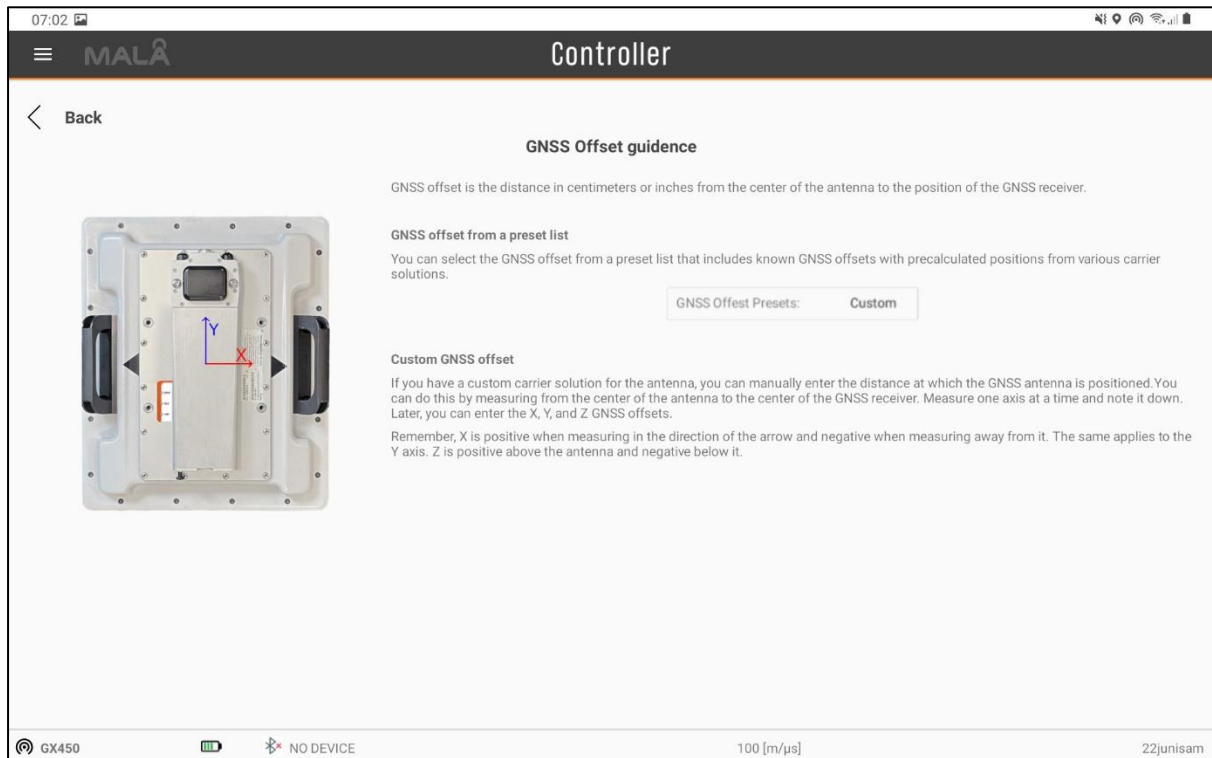 07:02
MALÅ
Controller
Back
GNSS Offset guidence
GNSS offset is the distance in centimeters or inches from the center of the antenna to the position of the GNSS receiver.
GNSS offset from a preset list
You can select the GNSS offset from a preset list that includes known GNSS offsets with precalculated positions from various carrier
solutions.
GNSS Offest Presets: Custom
Y
X
Custom GNSS offset
If you have a custom carrier solution for the antenna, you can manually enter the distance at which the GNSS antenna is positioned.You
can do this by measuring from the center of the antenna to the center of the GNSS receiver. Measure one axis at a time and note it down.
Later, you can enter the X, Y, and Z GNSS offsets.
Remember, X is positive when measuring in the direction of the arrow and negative when measuring away from it. The same applies to the
Y axis. Z is positive above the antenna and negative below it.
GX450
NO DEVICE
100 [m/µs]
22junisam